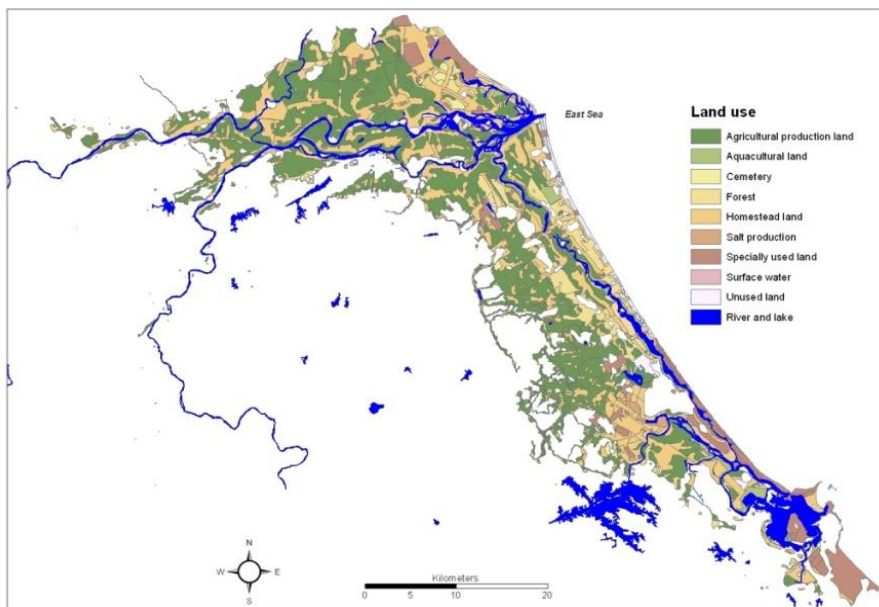 East Sea
Land use
Agricultural production land
Aquacultural land
Cemetery
Forest
Homestead land
Salt production
Specially used land
Surface water
Unused land
River and lake
N
W E
S
Kilometers
0 5 10 20